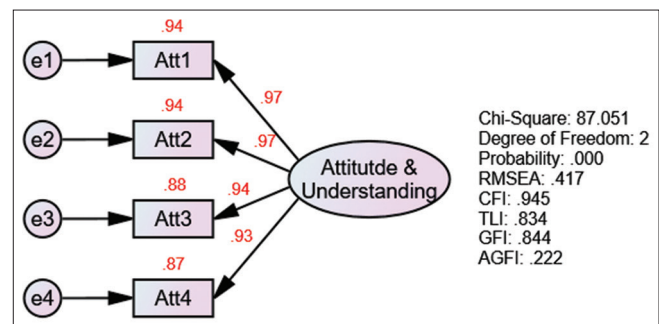 .94
e1
Att1
.97
.94
e2
Att2
.97
Attitutde &
Understanding
.88
e3
Att3
.94
.93
.87
e4
Att4
Chi-Square: 87.051
Degree of Freedom: 2
Probability: .000
RMSEA: .417
CFI: .945
TLI: .834
GFI: .844
AGFI: .222